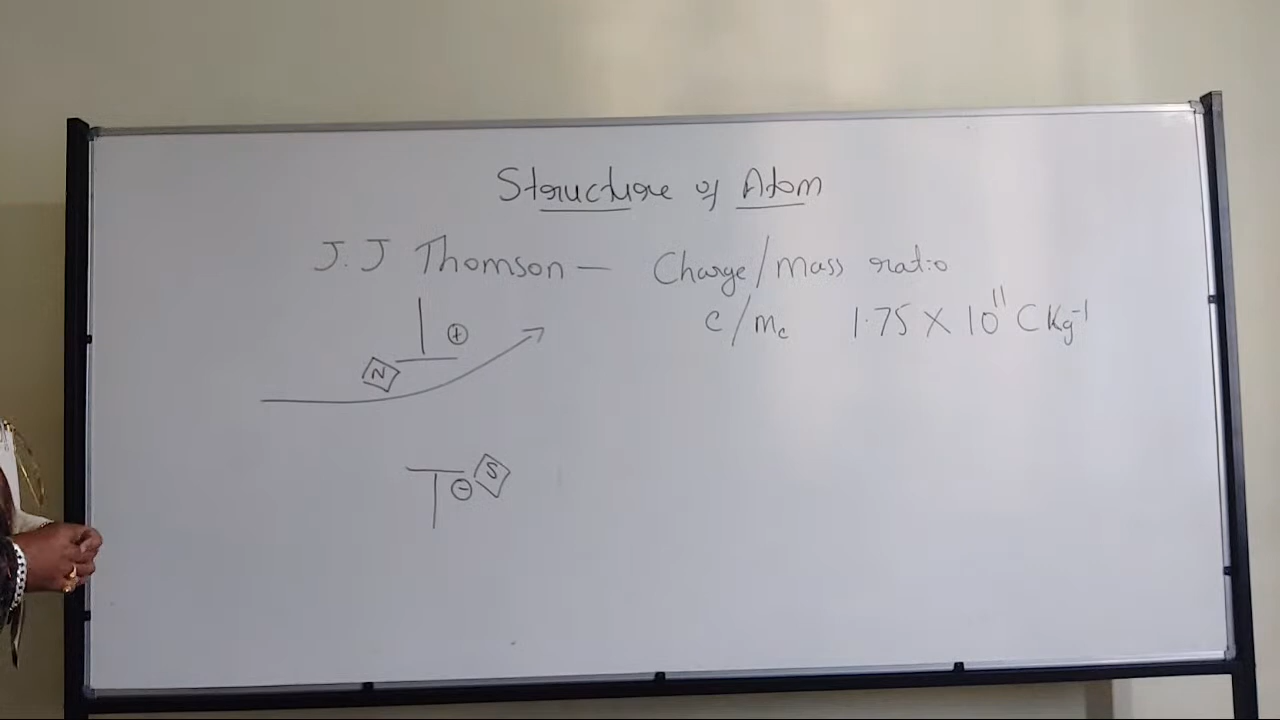 Structure of Atom
J.J Thomson — Charge/mass ratio
e/me 1.75 X 10¹¹ C Kg⁻¹
⊕
N
S
⊖